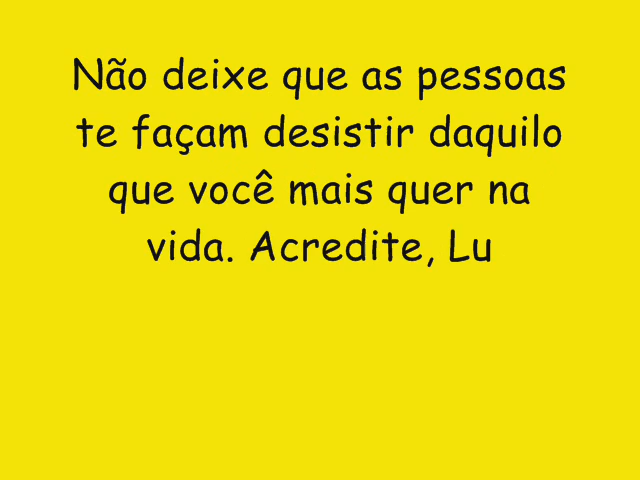 Não deixe que as pessoas
te façam desistir daquilo
que você mais quer na
vida. Acredite, Lu